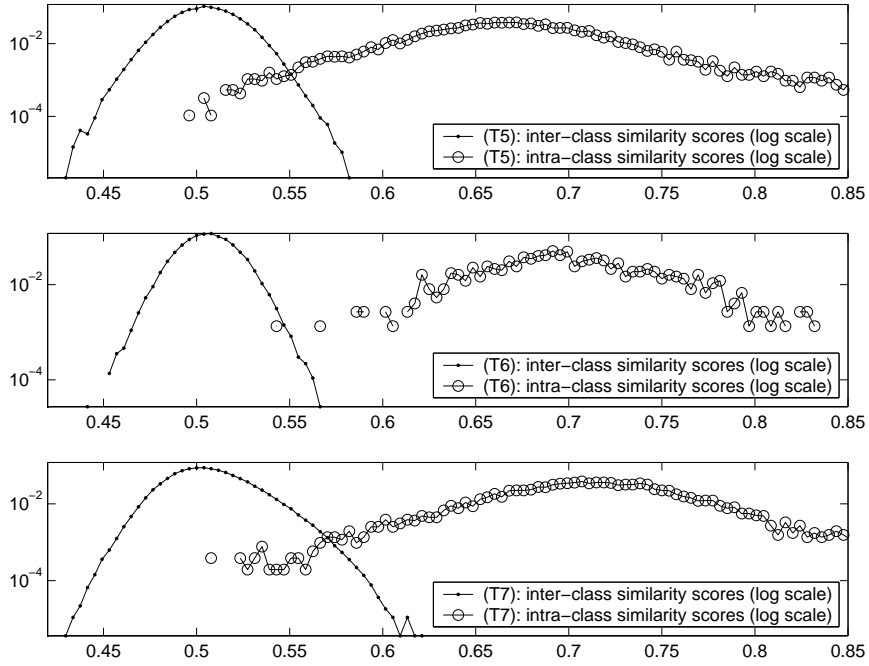 10−2
10−4
(T5): inter−class similarity scores (log scale)
(T5): intra−class similarity scores (log scale)
0.45 0.5 0.55 0.6 0.65 0.7 0.75 0.8 0.85
10−2
10−4
(T6): inter−class similarity scores (log scale)
(T6): intra−class similarity scores (log scale)
0.45 0.5 0.55 0.6 0.65 0.7 0.75 0.8 0.85
10−2
10−4
(T7): inter−class similarity scores (log scale)
(T7): intra−class similarity scores (log scale)
0.45 0.5 0.55 0.6 0.65 0.7 0.75 0.8 0.85